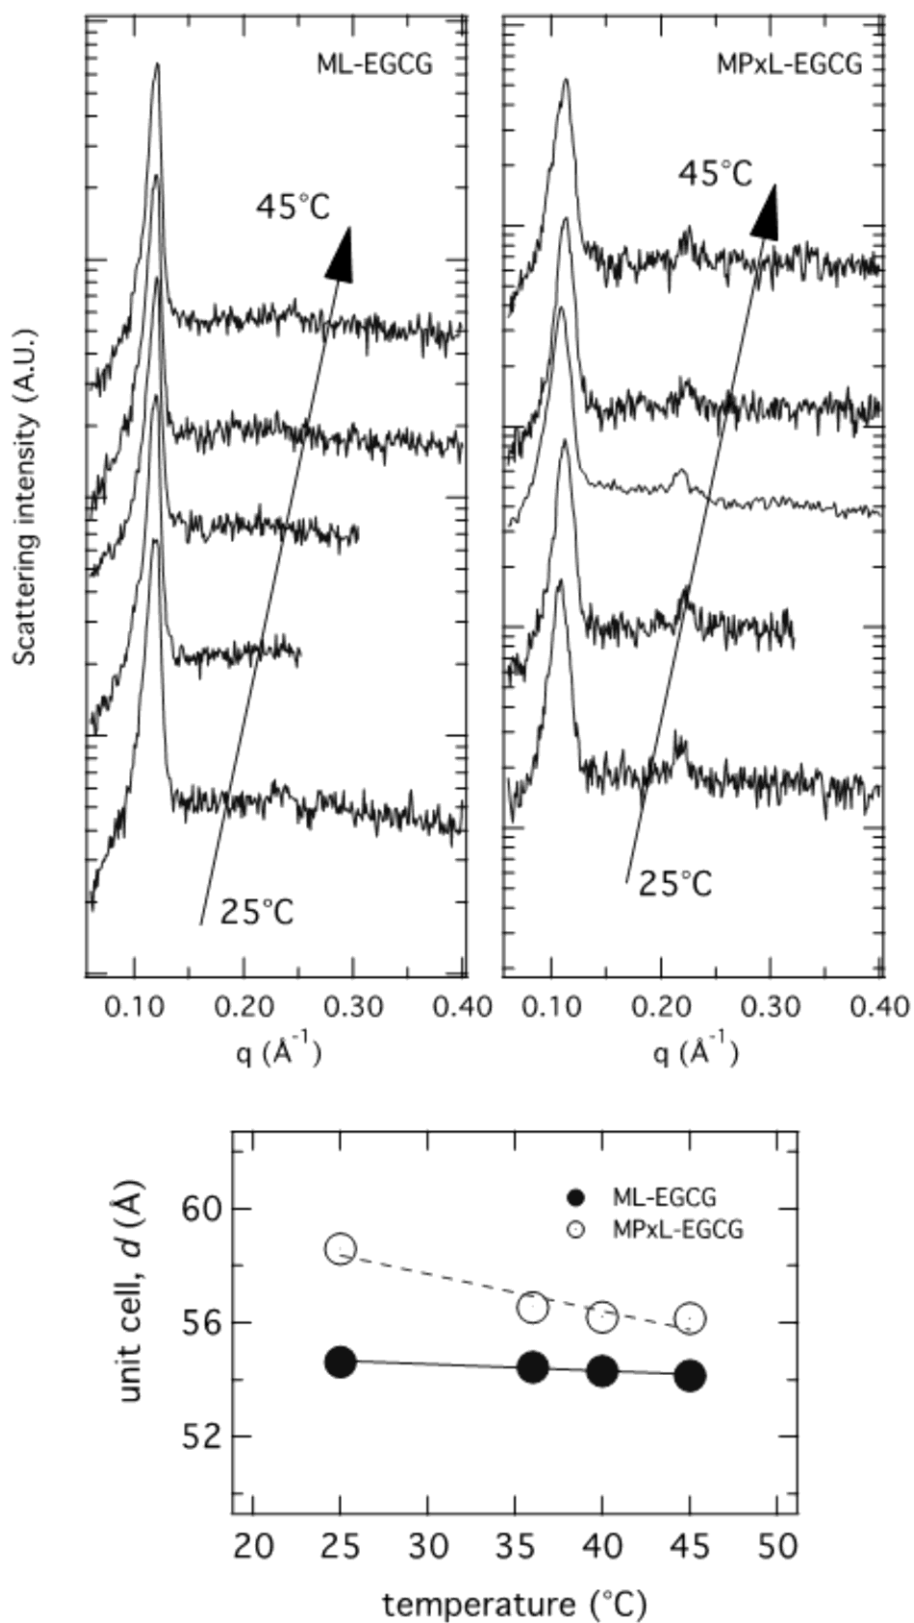 ML-EGCG
MPxL-EGCG
45°C
45°C
Scattering intensity (A.U.)
25°C
25°C
0.10 0.20 0.30 0.40
0.10 0.20 0.30 0.40
q (Å⁻¹)
q (Å⁻¹)
unit cell, d (Å)
60
56
52
ML-EGCG
MPxL-EGCG
20 25 30 35 40 45 50
temperature (°C)